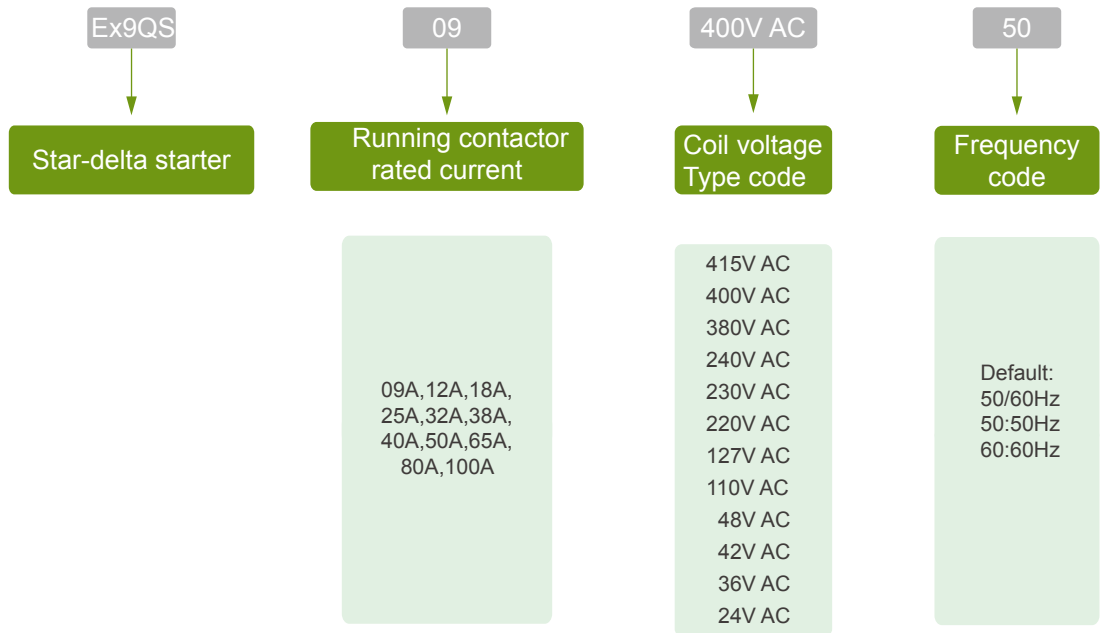 Ex9QS
09
400V AC
50
Star-delta starter
Running contactor
rated current
Coil voltage
Type code
Frequency
code
09A,12A,18A,
25A,32A,38A,
40A,50A,65A,
80A,100A
415V AC
400V AC
380V AC
240V AC
230V AC
220V AC
127V AC
110V AC
48V AC
42V AC
36V AC
24V AC
Default:
50/60Hz
50:50Hz
60:60Hz